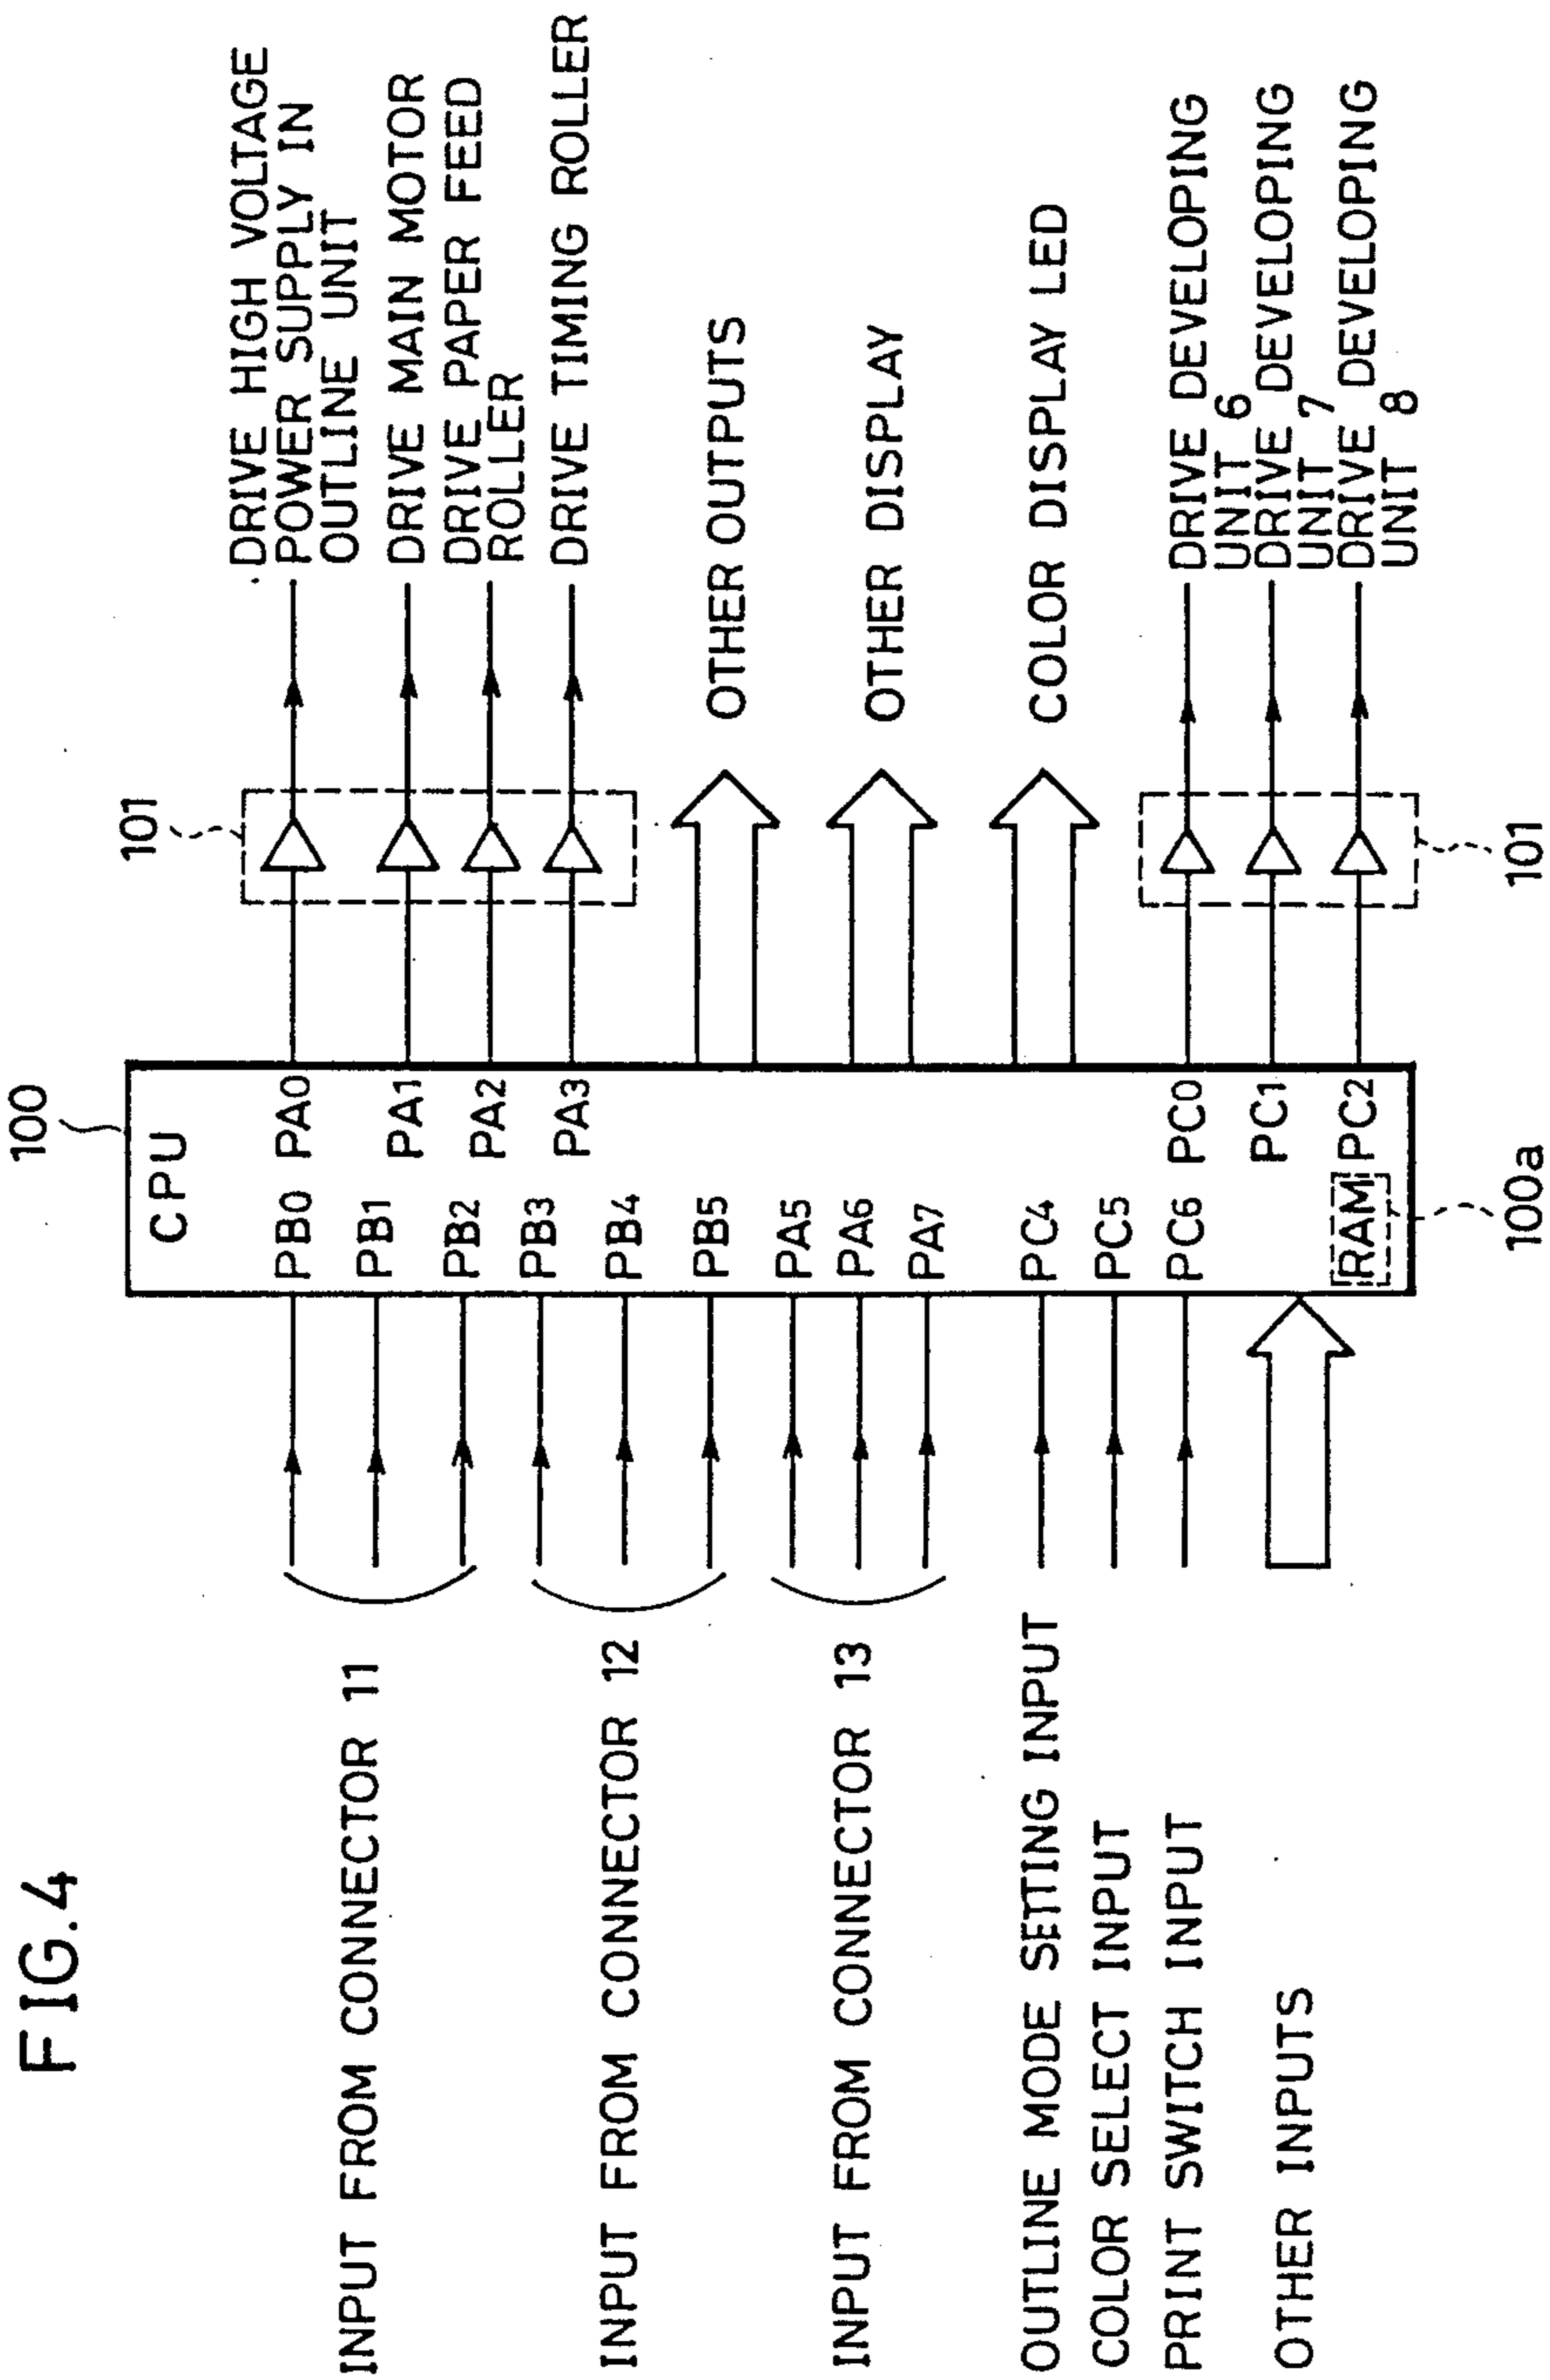 FIG.4
INPUT FROM CONNECTOR 11
INPUT FROM CONNECTOR 12
INPUT FROM CONNECTOR 13
OUTLINE MODE SETTING INPUT
COLOR SELECT INPUT
PRINT SWITCH INPUT
OTHER INPUTS
100
CPU
PB0 PA0
PB1
PA1
PB2
PA2
PB3
PA3
PB4
PB5
PA5
PA6
PA7
PC4
PC5
PC6 PC0
PC1
RAM PC2
100a
101
DRIVE HIGH VOLTAGE
POWER SUPPLY IN
OUTLINE UNIT
DRIVE MAIN MOTOR
DRIVE PAPER FEED
ROLLER
DRIVE TIMING ROLLER
OTHER OUTPUTS
OTHER DISPLAY
COLOR DISPLAY LED
DRIVE DEVELOPING
UNIT 6
DRIVE DEVELOPING
UNIT 7
DRIVE DEVELOPING
UNIT 8
101